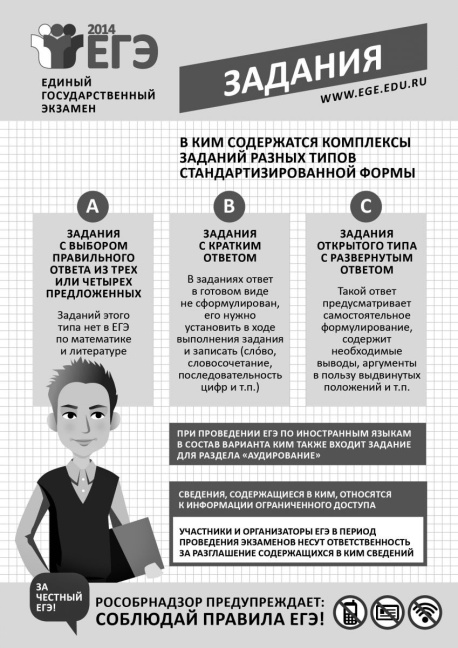 2014
ЕГЭ
ЕДИНЫЙ
ГОСУДАРСТВЕННЫЙ
ЭКЗАМЕН
ЗАДАНИЯ
WWW.EGE.EDU.RU
В КИМ СОДЕРЖАТСЯ КОМПЛЕКСЫ
ЗАДАНИЙ РАЗНЫХ ТИПОВ
СТАНДАРТИЗИРОВАННОЙ ФОРМЫ
A
ЗАДАНИЯ
С ВЫБОРОМ
ПРАВИЛЬНОГО
ОТВЕТА ИЗ ТРЕХ
ИЛИ ЧЕТЫРЕХ
ПРЕДЛОЖЕННЫХ
Заданий этого
типа нет в ЕГЭ
по математике
и литературе
B
ЗАДАНИЯ
С КРАТКИМ
ОТВЕТОМ
В заданиях ответ
в готовом виде
не сформулирован,
его нужно
установить в ходе
выполнения задания
и записать (сло́во,
словосочетание,
последовательность
цифр и т.п.)
C
ЗАДАНИЯ
ОТКРЫТОГО ТИПА
С РАЗВЕРНУТЫМ
ОТВЕТОМ
Такой ответ
предусматривает
самостоятельное
формулирование,
содержит
необходимые
выводы, аргументы
в пользу выдвинутых
положений и т.п.
ПРИ ПРОВЕДЕНИИ ЕГЭ ПО ИНОСТРАННЫМ ЯЗЫКАМ
В СОСТАВ ВАРИАНТА КИМ ТАКЖЕ ВХОДИТ ЗАДАНИЕ
ДЛЯ РАЗДЕЛА «АУДИРОВАНИЕ»
СВЕДЕНИЯ, СОДЕРЖАЩИЕСЯ В КИМ, ОТНОСЯТСЯ
К ИНФОРМАЦИИ ОГРАНИЧЕННОГО ДОСТУПА
УЧАСТНИКИ И ОРГАНИЗАТОРЫ ЕГЭ В ПЕРИОД
ПРОВЕДЕНИЯ ЭКЗАМЕНОВ НЕСУТ ОТВЕТСТВЕННОСТЬ
ЗА РАЗГЛАШЕНИЕ СОДЕРЖАЩИХСЯ В КИМ СВЕДЕНИЙ
ЗА
ЧЕСТНЫЙ
ЕГЭ!
РОСОБРНАДЗОР ПРЕДУПРЕЖДАЕТ:
СОБЛЮДАЙ ПРАВИЛА ЕГЭ!